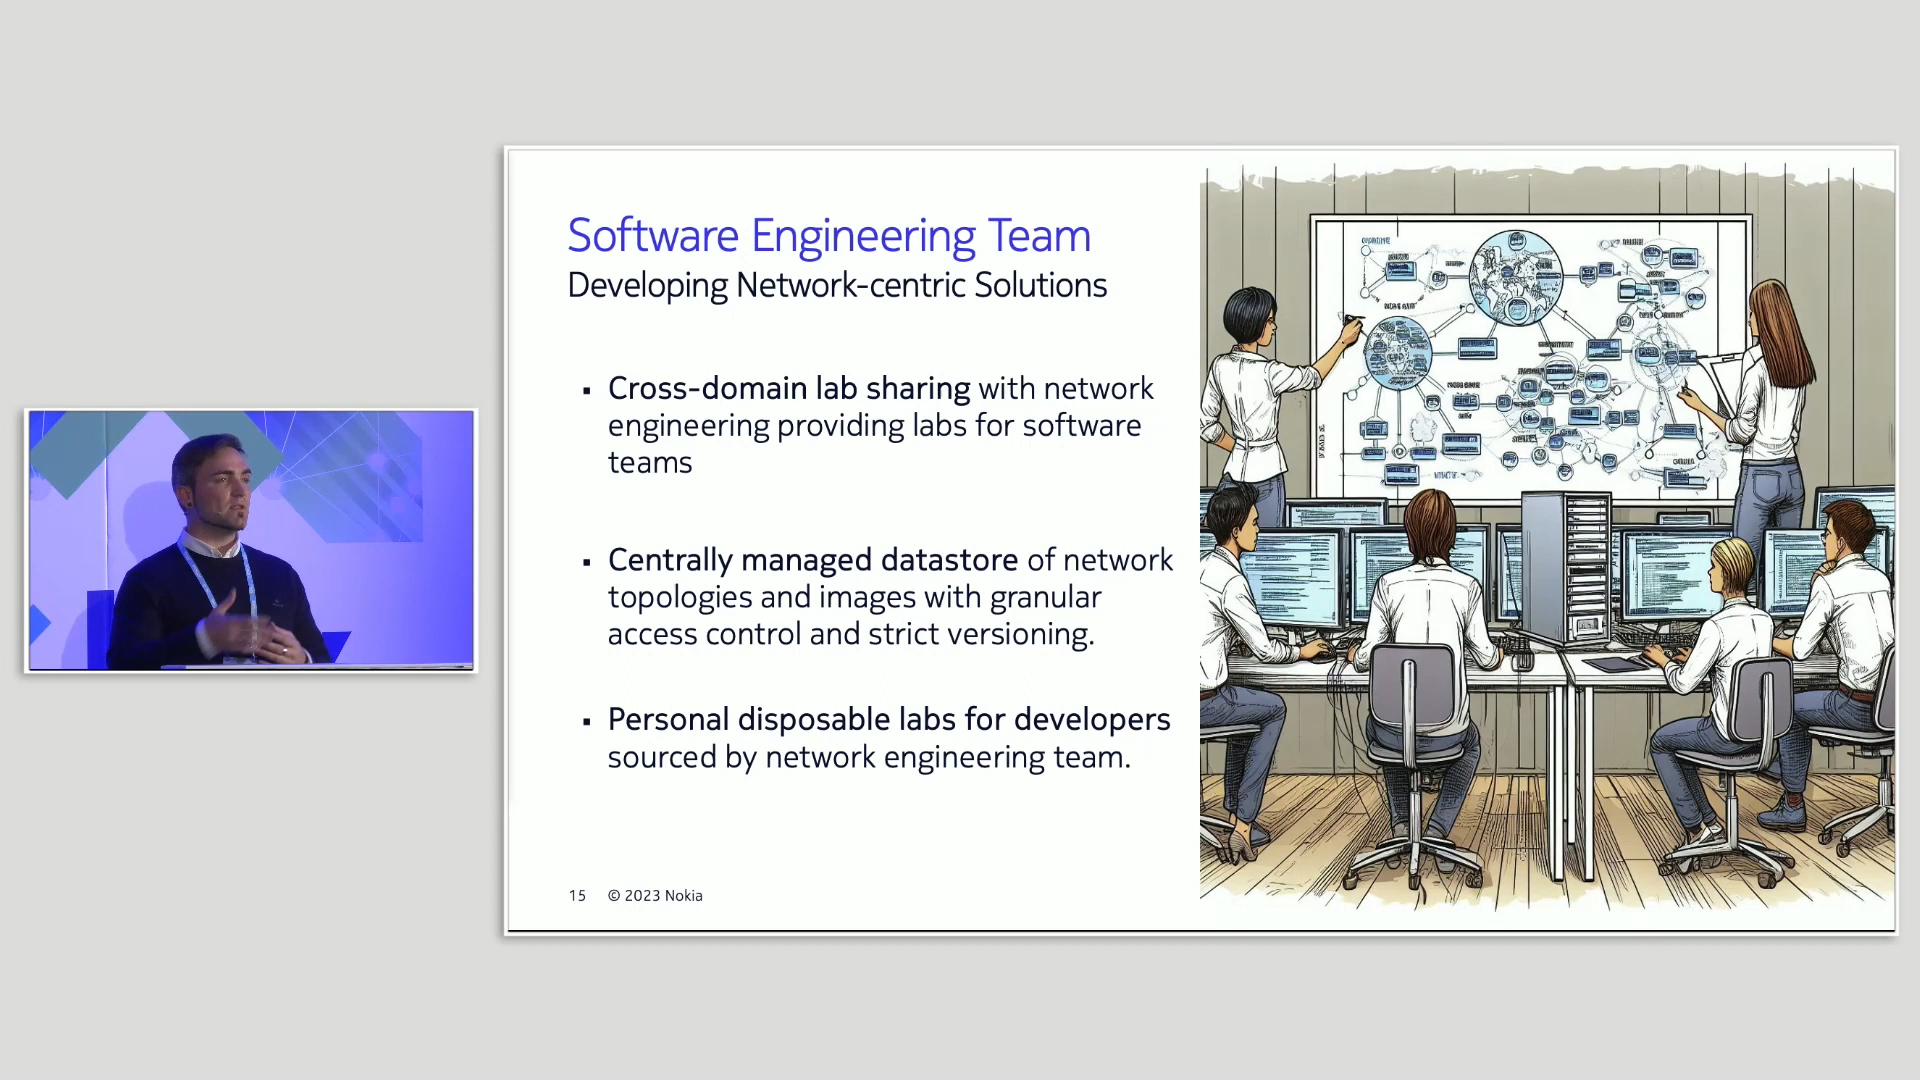 Software Engineering Team
Developing Network-centric Solutions
▪ Cross-domain lab sharing with network
engineering providing labs for software
teams
▪ Centrally managed datastore of network
topologies and images with granular
access control and strict versioning.
▪ Personal disposable labs for developers
sourced by network engineering team.
15 © 2023 Nokia